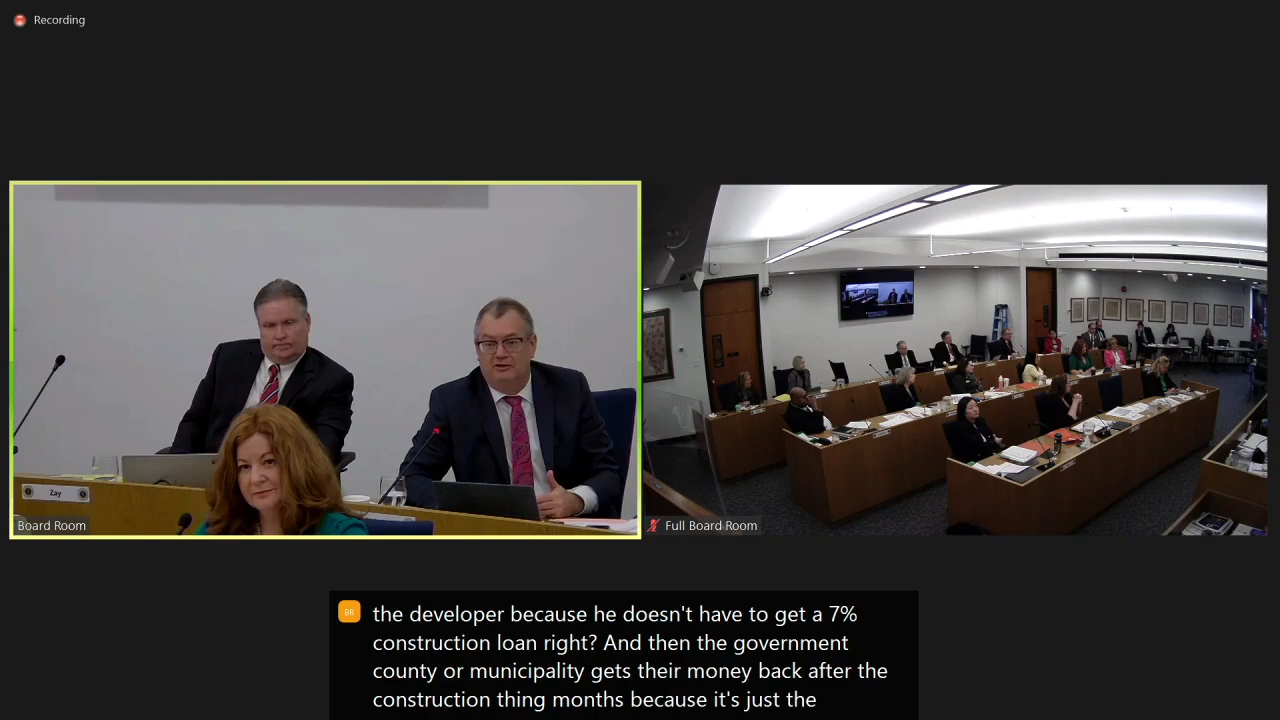 Recording
Zay
Board Room
Full Board Room
BR
the developer because he doesn't have to get a 7%
construction loan right? And then the government
county or municipality gets their money back after the
construction thing months because it's just the